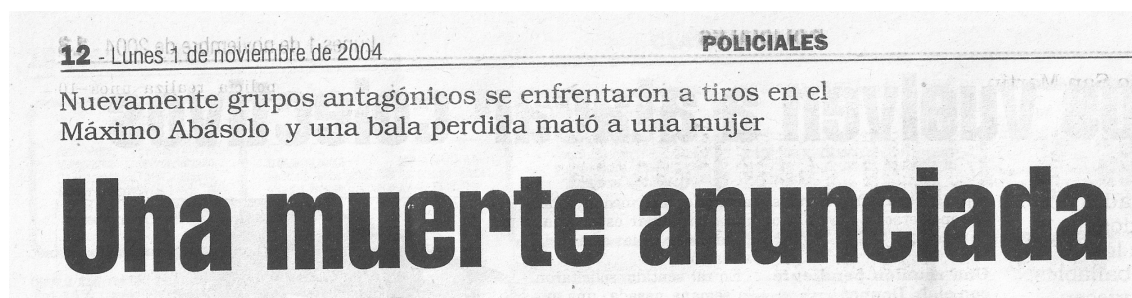 12 - Lunes 1 de noviembre de 2004 POLICIALES
Nuevamente grupos antagónicos se enfrentaron a tiros en el
Máximo Abásolo y una bala perdida mató a una mujer
Una muerte anunciada